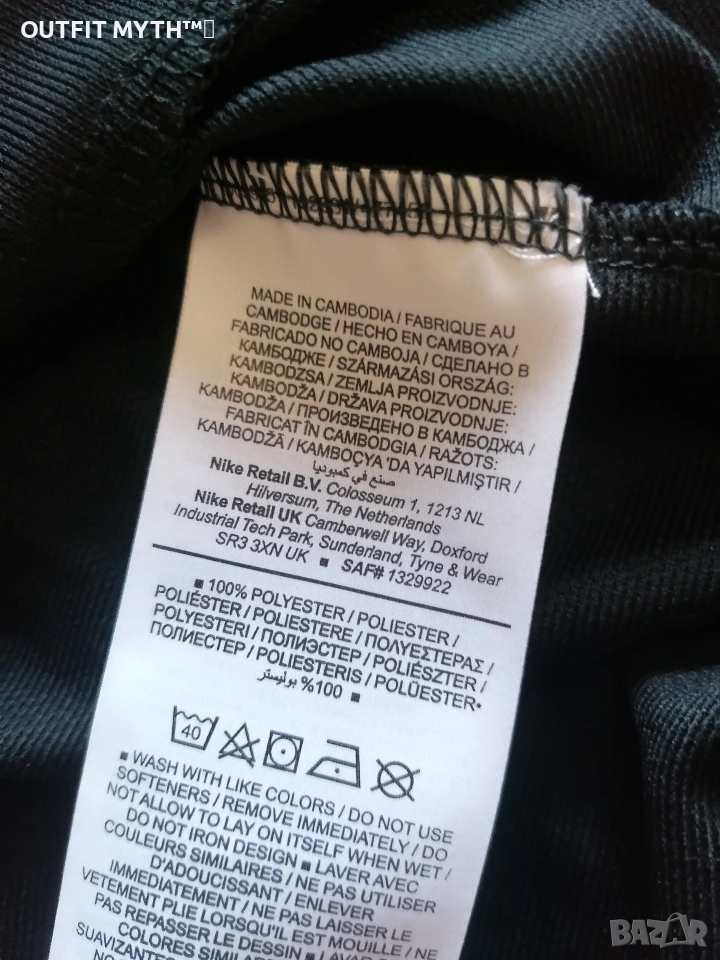 OUTFIT MYTH™
MADE IN CAMBODIA / FABRIQUE AU
CAMBODGE / HECHO EN CAMBOYA /
FABRICADO NO CAMBOJA / СДЕЛАНО В
КАМБОДЖЕ / SZÁRMAZÁSI ORSZÁG:
KAMBODZSA / ZEMLJA PROIZVODNJE:
KAMBODŽA / DRŽAVA PROIZVODNJE:
KAMBODŽA / ПРОИЗВЕДЕНО В КАМБОДЖА /
FABRICAT ÎN CAMBODGIA / RAŽOTS:
KAMBODŽĀ / KAMBOÇYA 'DA YAPILMIŞTIR /
صنع في كمبوديا
Nike Retail B.V. Colosseum 1, 1213 NL
Hilversum, The Netherlands
Nike Retail UK Camberwell Way, Doxford
Industrial Tech Park, Sunderland, Tyne & Wear
SR3 3XN UK ■ SAF# 1329922
■ 100% POLYESTER / POLIESTER /
POLIÉSTER / POLIESTERE / ΠΟΛΥΕΣΤΕΡΑΣ /
POLYESTERI / ПОЛИЭСТЕР / POLIÉSZTER /
ПОЛИЕСТЕР / POLIESTERIS / POLÜESTER•
%100 بوليستر ■
40
■ WASH WITH LIKE COLORS / DO NOT USE
SOFTENERS / REMOVE IMMEDIATELY / DO
NOT ALLOW TO LAY ON ITSELF WHEN WET /
DO NOT IRON DESIGN ■ LAVER AVEC
COULEURS SIMILAIRES / NE PAS UTILISER
D'ADOUCISSANT / ENLEVER
IMMEDIATEMENT / NE PAS LAISSER LE
VETEMENT PLIE LORSQU'IL EST MOUILLE / NE
PAS REPASSER LE DESSIN ■ LAVAR CON
COLORES SIMILARES
BAZAR